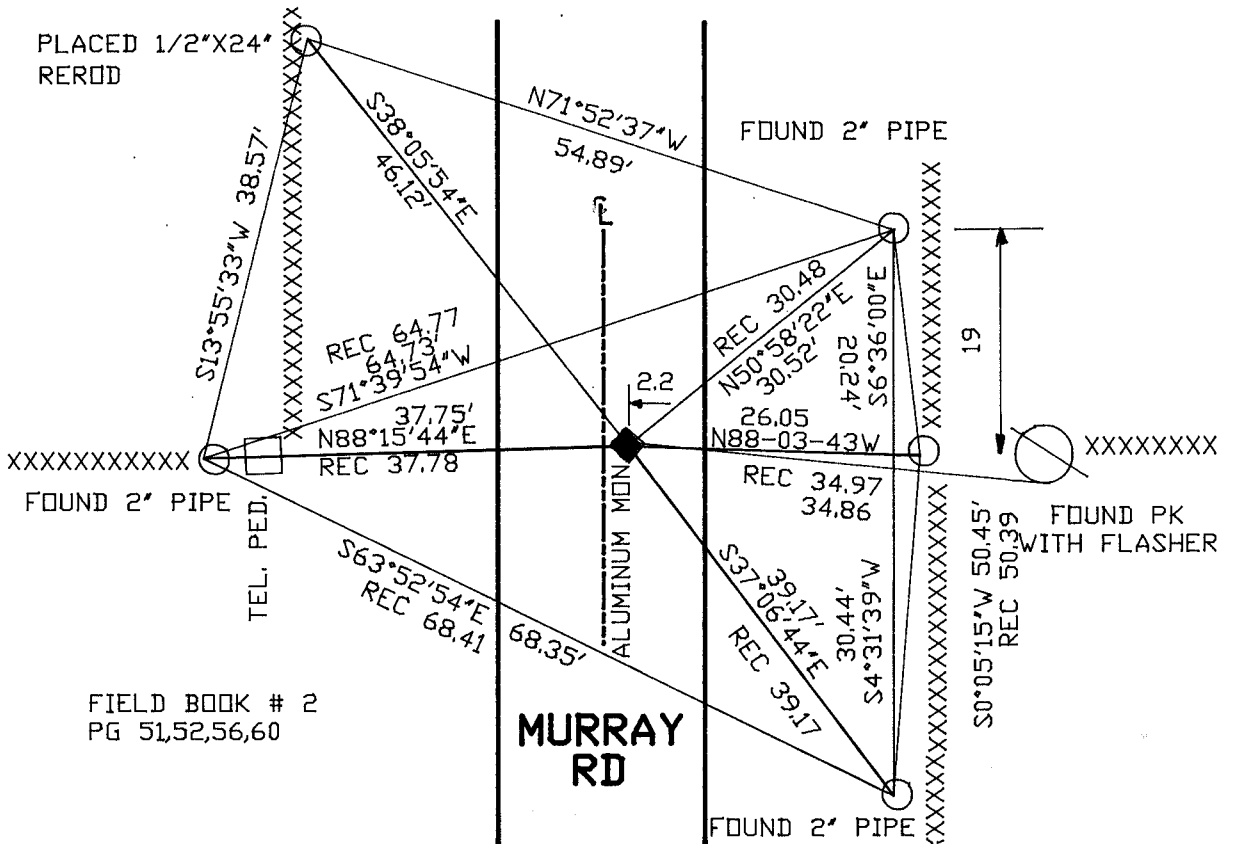 PLACED 1/2"X24"
REROD
N71°52'37"W
54.89'
FOUND 2" PIPE
S38°05'54"E
46.12'
S13°55'33"W 38.57'
CL
REC 30.48
N50°58'22"E
30.52'
S6°36'00"E
20.24'
19
REC 64.77
64.73'
S71°39'54"W
2.2
37.75'
N88°15'44"E
REC 37.78
26.05
N88-03-43W
REC 34.97
34.86
XXXXXXXXXXX
XXXXXXXX
FOUND 2" PIPE
TEL. PED.
ALUMINUM MON
FOUND PK
WITH FLASHER
S0°05'15"W 50.45'
REC 50.39
S63°52'54"E 68.35'
REC 68.41
39.17'
S37°06'44"E
REC 39.17
30.44'
S4°31'39"W
FIELD BOOK # 2
PG 51,52,56,60
MURRAY
RD
FOUND 2" PIPE